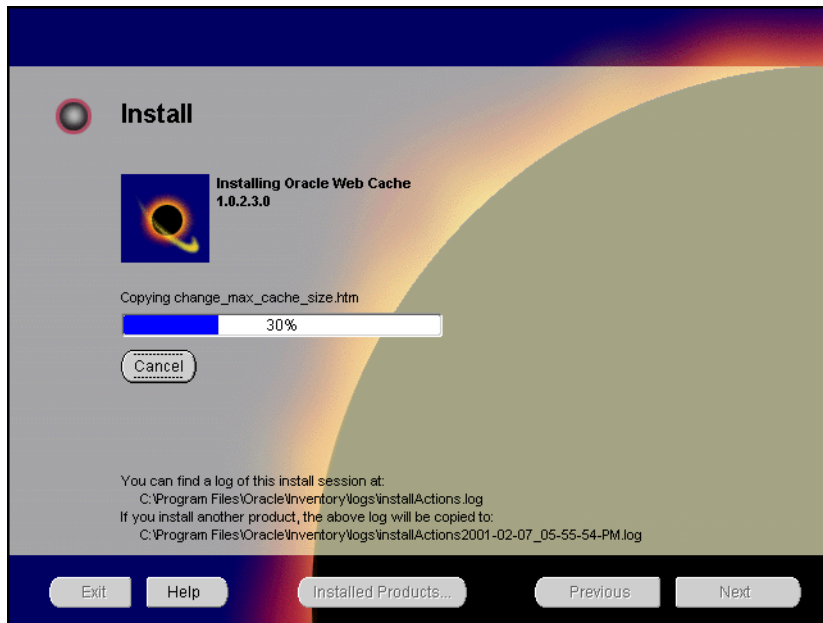 Install
Installing Oracle Web Cache
1.0.2.3.0
Copying change_max_cache_size.htm
30%
Cancel
You can find a log of this install session at:
C:\Program Files\Oracle\Inventory\logs\installActions.log
If you install another product, the above log will be copied to:
C:\Program Files\Oracle\Inventory\logs\installActions2001-02-07_05-55-54-PM.log
Exit
Help
Installed Products...
Previous
Next